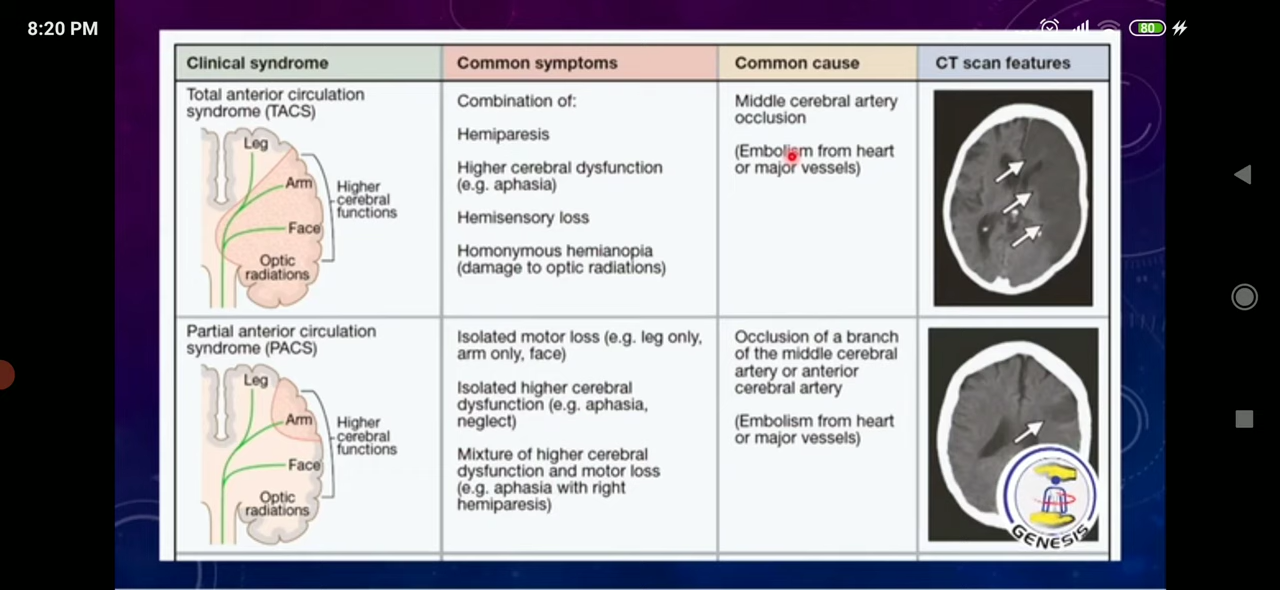 8:20 PM
80
Clinical syndrome
Common symptoms
Common cause
CT scan features
Total anterior circulation
syndrome (TACS)
Leg
Arm
Face
Optic
radiations
Higher
cerebral
functions
Combination of:
Hemiparesis
Higher cerebral dysfunction
(e.g. aphasia)
Hemisensory loss
Homonymous hemianopia
(damage to optic radiations)
Middle cerebral artery
occlusion
(Embolism from heart
or major vessels)
Partial anterior circulation
syndrome (PACS)
Leg
Arm
Face
Optic
radiations
Higher
cerebral
functions
Isolated motor loss (e.g. leg only,
arm only, face)
Isolated higher cerebral
dysfunction (e.g. aphasia,
neglect)
Mixture of higher cerebral
dysfunction and motor loss
(e.g. aphasia with right
hemiparesis)
Occlusion of a branch
of the middle cerebral
artery or anterior
cerebral artery
(Embolism from heart
or major vessels)
GENESIS